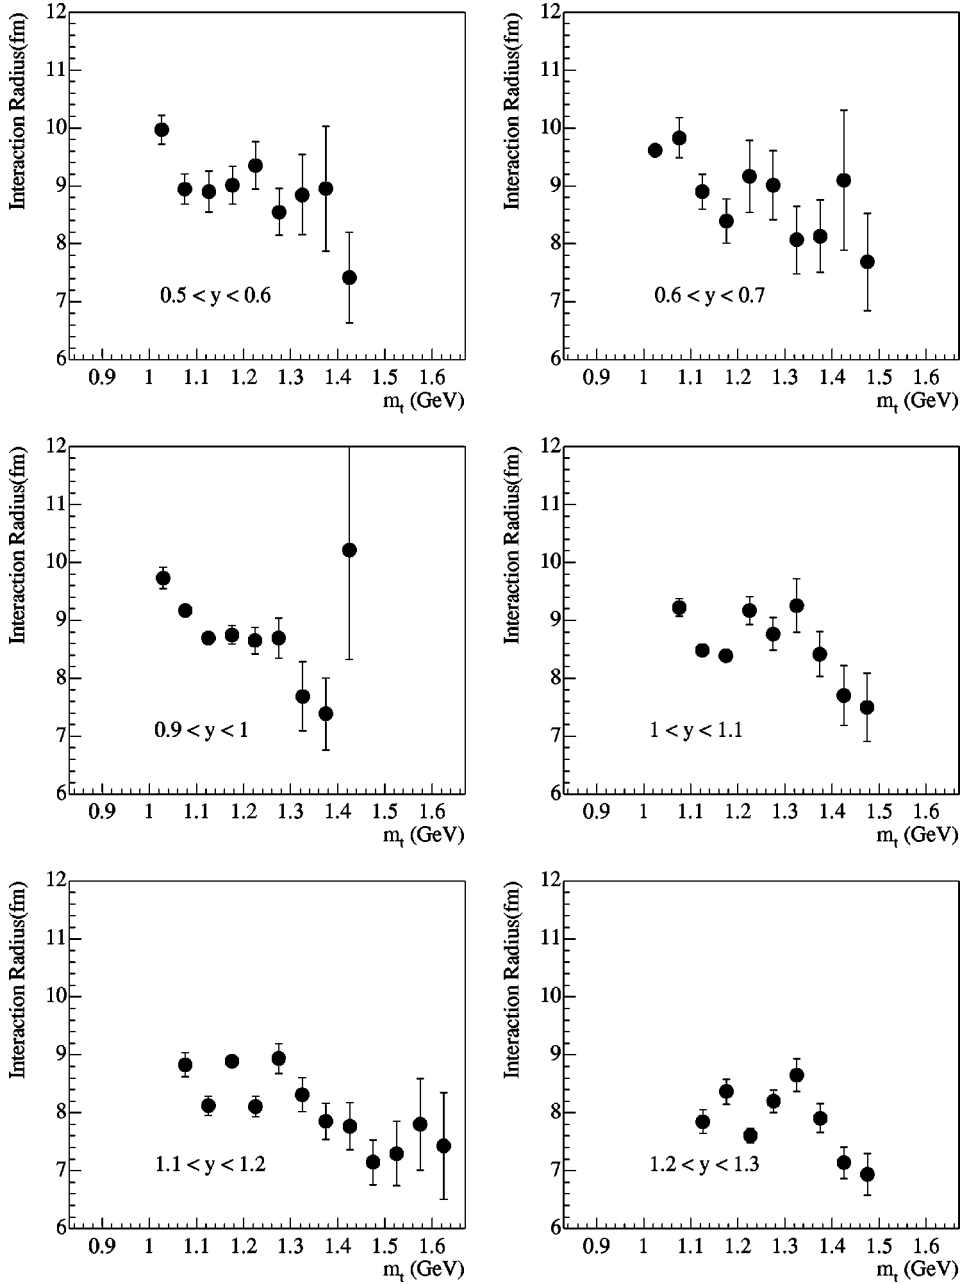 Interaction Radius(fm)
12
11
10
9
8
7
6
0.5 < y < 0.6
0.9 1 1.1 1.2 1.3 1.4 1.5 1.6
m_t (GeV)
Interaction Radius(fm)
12
11
10
9
8
7
6
0.6 < y < 0.7
0.9 1 1.1 1.2 1.3 1.4 1.5 1.6
m_t (GeV)
Interaction Radius(fm)
12
11
10
9
8
7
6
0.9 < y < 1
0.9 1 1.1 1.2 1.3 1.4 1.5 1.6
m_t (GeV)
Interaction Radius(fm)
12
11
10
9
8
7
6
1 < y < 1.1
0.9 1 1.1 1.2 1.3 1.4 1.5 1.6
m_t (GeV)
Interaction Radius(fm)
12
11
10
9
8
7
6
1.1 < y < 1.2
0.9 1 1.1 1.2 1.3 1.4 1.5 1.6
m_t (GeV)
Interaction Radius(fm)
12
11
10
9
8
7
6
1.2 < y < 1.3
0.9 1 1.1 1.2 1.3 1.4 1.5 1.6
m_t (GeV)